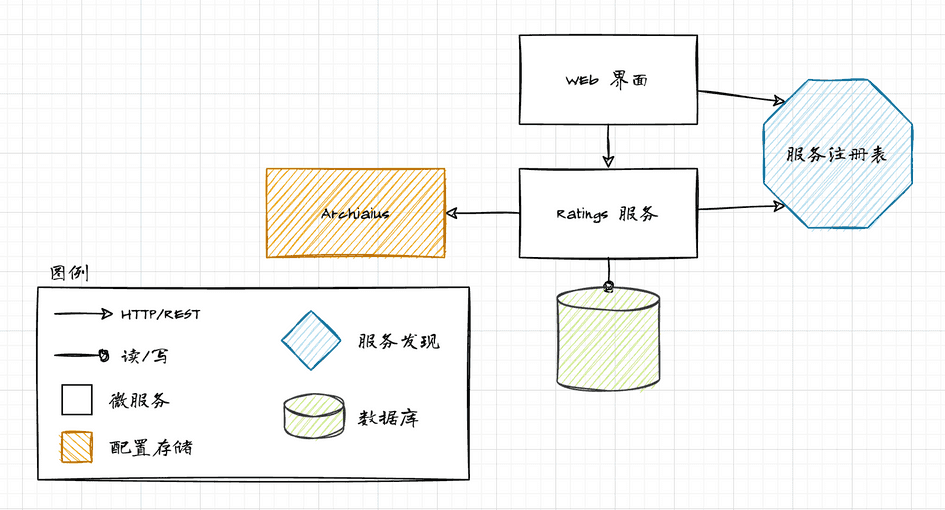 WEb 界面
服务注册表
Archiaius
Ratings 服务
图例
HTTP/REST
读/写
微服务
配置存储
服务发现
数据库